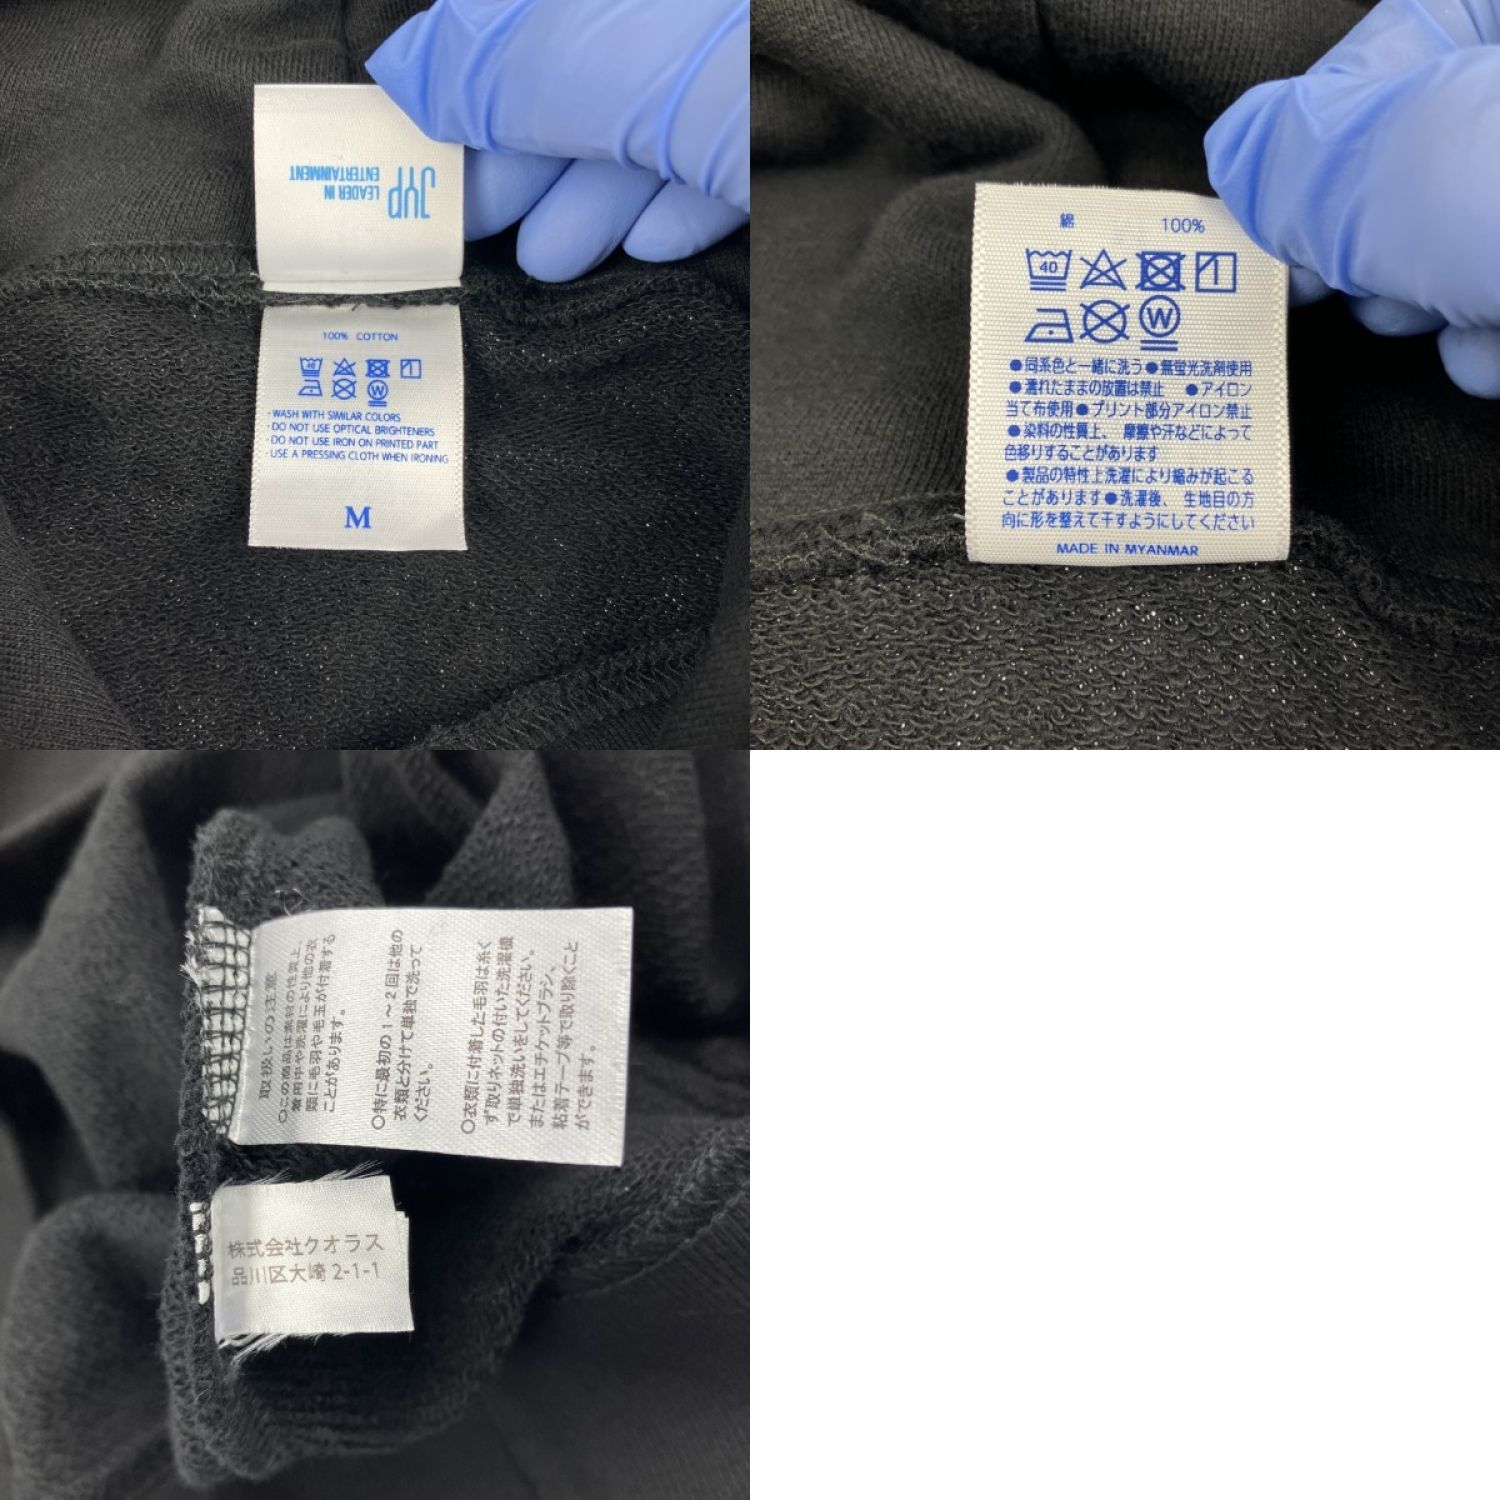 JYP
LEADER IN
ENTERTAINMENT
100% COTTON
40
W
· WASH WITH SIMILAR COLORS
· DO NOT USE OPTICAL BRIGHTENERS
· DO NOT USE IRON ON PRINTED PART
· USE A PRESSING CLOTH WHEN IRONING
M
綿 100%
40
W
●同系色と一緒に洗う●無蛍光洗剤使用
●濡れたままの放置は禁止 ●アイロン
当て布使用●プリント部分アイロン禁止
●染料の性質上、摩擦や汗などによって
色移りすることがあります
●製品の特性上洗濯により縮みが起こる
ことがあります●洗濯後、生地目の方
向に形を整えて干すようにしてください
MADE IN MYANMAR
取扱いの注意
○この商品は素材の性質上、
着用中や洗濯により他の衣
類に毛羽や毛玉が付着する
ことがあります。
○特に最初の1～2回は他の
衣類と分けて単独で洗って
ください。
○衣類に付着した毛羽は糸く
ず取りネットの付いた洗濯機
で単独洗いをしてください。
またはエチケットブラシ、
粘着テープ等で取り除くこと
ができます。
株式会社クオラス
品川区大崎 2-1-1